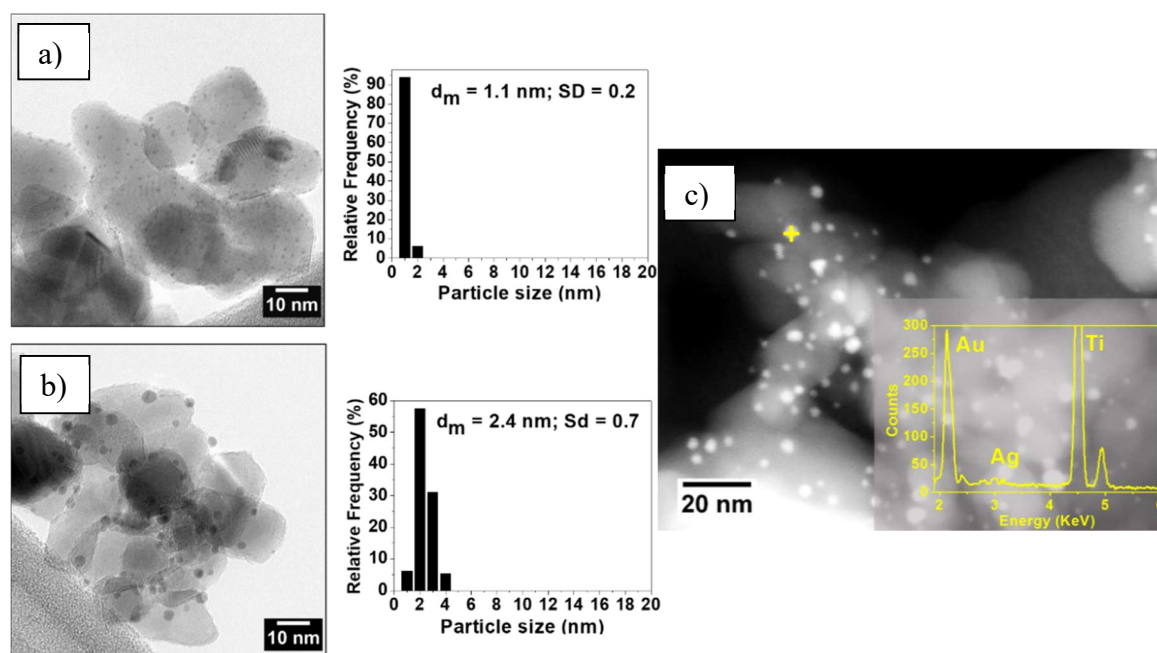 a)
10 nm
Relative Frequency (%)
90
80
70
60
50
40
30
20
10
0
d_m = 1.1 nm; SD = 0.2
0 2 4 6 8 10 12 14 16 18 20
Particle size (nm)
b)
10 nm
Relative Frequency (%)
60
50
40
30
20
10
0
d_m = 2.4 nm; Sd = 0.7
0 2 4 6 8 10 12 14 16 18 20
Particle size (nm)
c)
20 nm
Counts
300
250
200
150
100
50
0
Au
Ag
Ti
2 3 4 5 6
Energy (KeV)